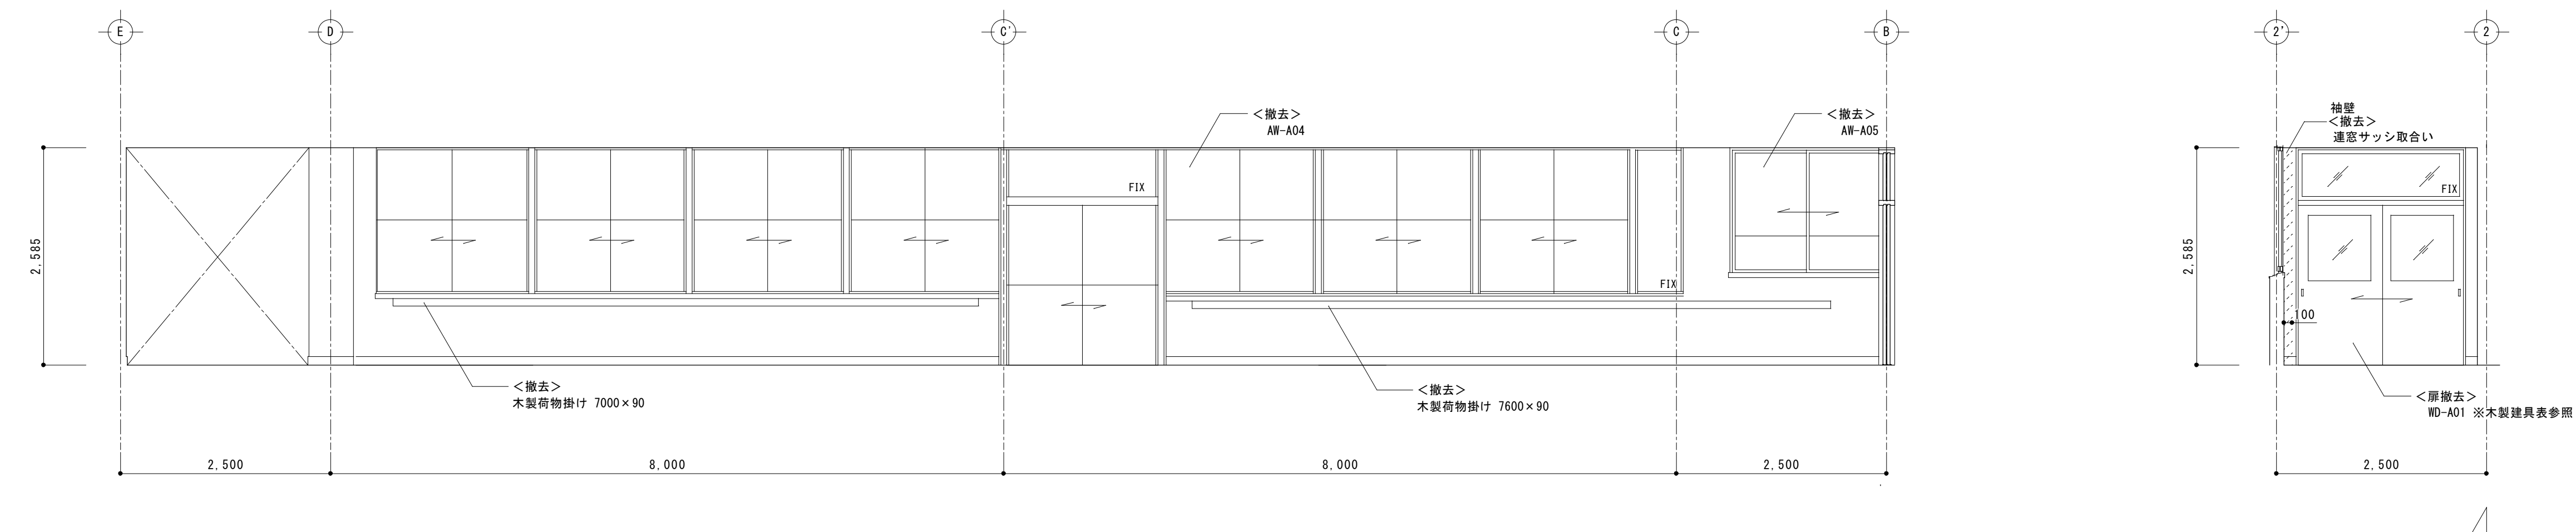 E
D
C'
C
B
2'
2
＜撤去＞
AW-A04
＜撤去＞
AW-A05
袖壁
＜撤去＞
連窓サッシ取合い
FIX
FIX
FIX
2,585
2,585
100
＜撤去＞
木製荷物掛け 7000×90
＜撤去＞
木製荷物掛け 7600×90
＜扉撤去＞
WD-A01 ※木製建具表参照
2,500
8,000
8,000
2,500
2,500